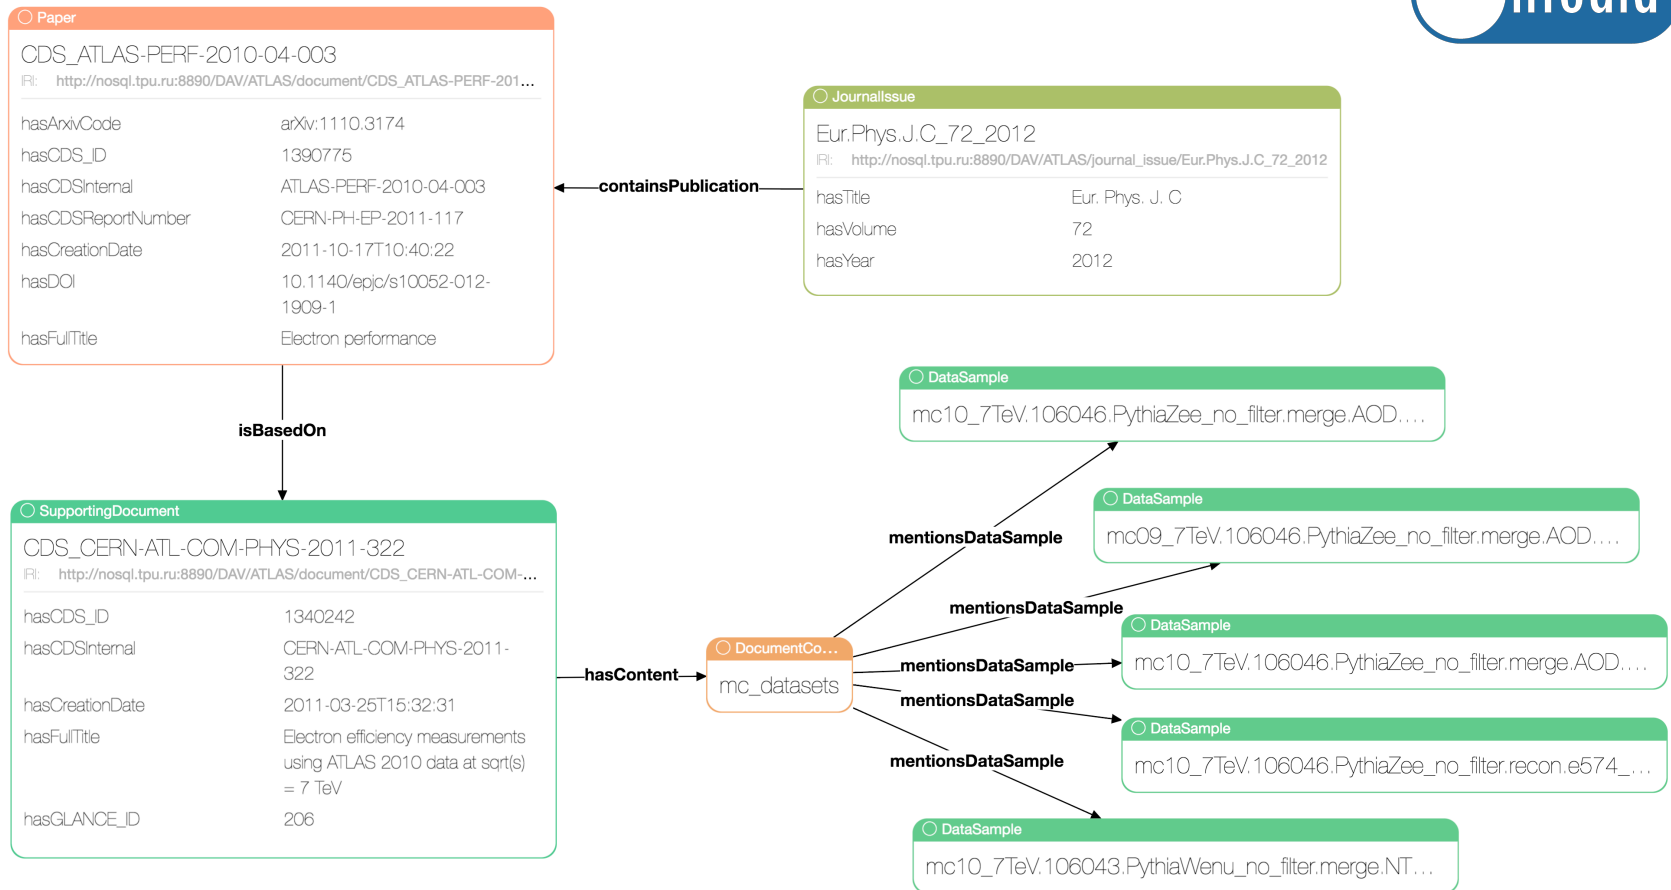 Paper
CDS_ATLAS-PERF-2010-04-003
IRI: http://nosql.tpu.ru:8890/DAV/ATLAS/document/CDS_ATLAS-PERF-201...
hasArxivCode arXiv:1110.3174
hasCDS_ID 1390775
hasCDSInternal ATLAS-PERF-2010-04-003
hasCDSReportNumber CERN-PH-EP-2011-117
hasCreationDate 2011-10-17T10:40:22
hasDOI 10.1140/epjc/s10052-012-
1909-1
hasFullTitle Electron performance
JournalIssue
Eur.Phys.J.C_72_2012
IRI: http://nosql.tpu.ru:8890/DAV/ATLAS/journal_issue/Eur.Phys.J.C_72_2012
hasTitle Eur. Phys. J. C
hasVolume 72
hasYear 2012
containsPublication
isBasedOn
SupportingDocument
CDS_CERN-ATL-COM-PHYS-2011-322
IRI: http://nosql.tpu.ru:8890/DAV/ATLAS/document/CDS_CERN-ATL-COM-...
hasCDS_ID 1340242
hasCDSInternal CERN-ATL-COM-PHYS-2011-
322
hasCreationDate 2011-03-25T15:32:31
hasFullTitle Electron efficiency measurements
using ATLAS 2010 data at sqrt(s)
= 7 TeV
hasGLANCE_ID 206
hasContent
DocumentCo...
mc_datasets
mentionsDataSample
mentionsDataSample
mentionsDataSample
mentionsDataSample
mentionsDataSample
DataSample
mc10_7TeV.106046.PythiaZee_no_filter.merge.AOD....
DataSample
mc09_7TeV.106046.PythiaZee_no_filter.merge.AOD....
DataSample
mc10_7TeV.106046.PythiaZee_no_filter.merge.AOD....
DataSample
mc10_7TeV.106046.PythiaZee_no_filter.recon.e574_...
DataSample
mc10_7TeV.106043.PythiaWenu_no_filter.merge.NT...